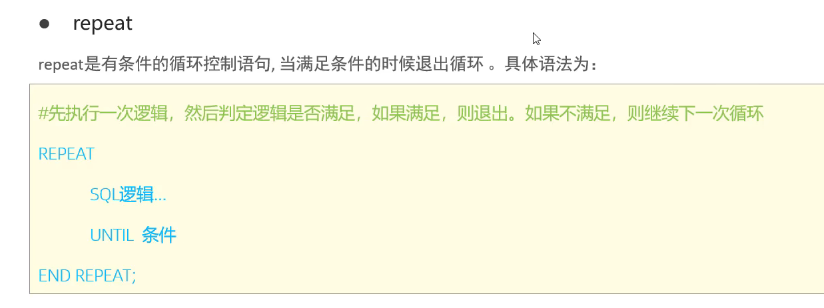 ● repeat
repeat是有条件的循环控制语句, 当满足条件的时候退出循环 。具体语法为：
#先执行一次逻辑，然后判定逻辑是否满足，如果满足，则退出。如果不满足，则继续下一次循环
REPEAT
SQL逻辑...
UNTIL 条件
END REPEAT;